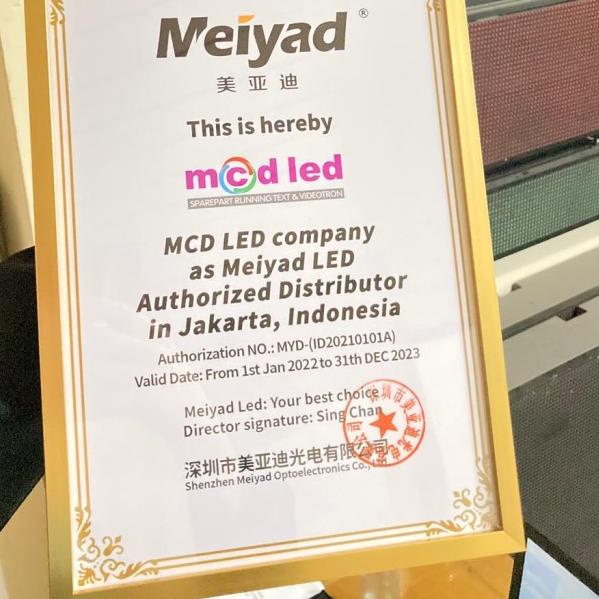 Meiyad ®
美亚迪
This is hereby
mcd led
SPAREPART RUNNING TEXT & VIDEOTRON
MCD LED company
as Meiyad LED
Authorized Distributor
in Jakarta, Indonesia
Authorization NO.: MYD-(ID20210101A)
Valid Date: From 1st Jan 2022 to 31th DEC 2023
Meiyad Led: Your best choice
Director signature: Sing Chan
深圳市美亚迪光电有限公司
Shenzhen Meiyad Optoelectronics Co.,